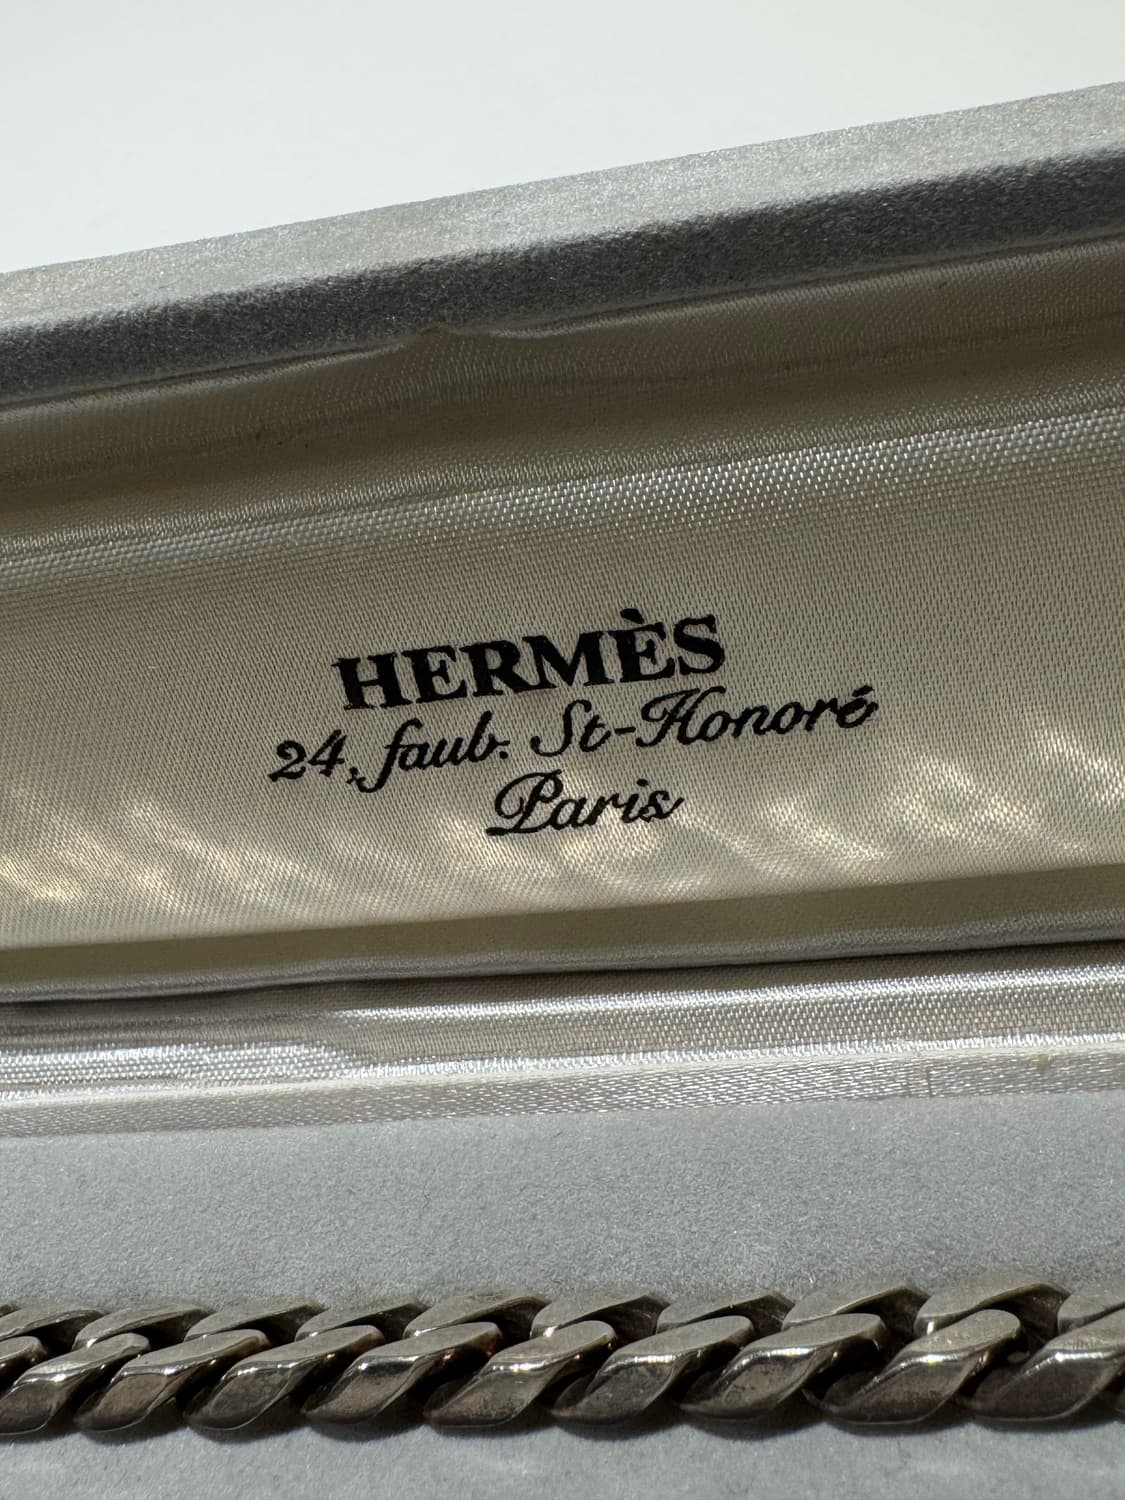 HERMÈS
24, faub. St-Honoré
Paris